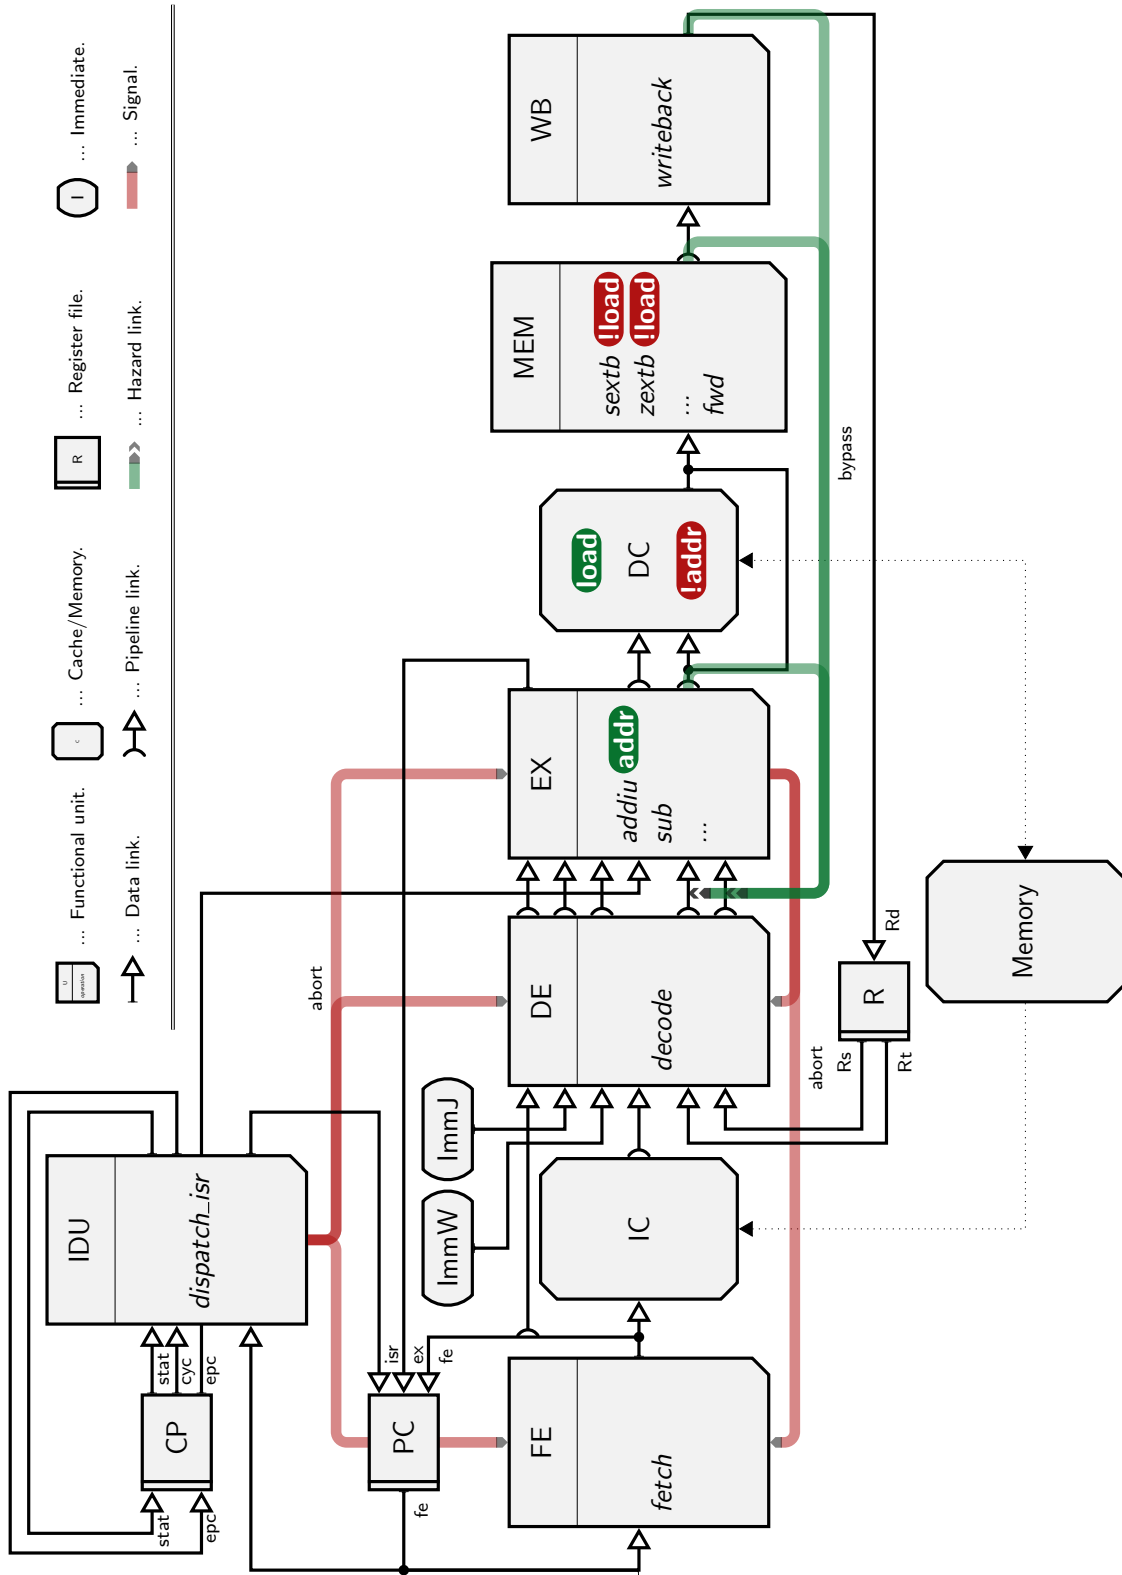 U
operation
... Functional unit.
C
... Cache/Memory.
R
... Register file.
I
... Immediate.
... Data link.
... Pipeline link.
... Hazard link.
... Signal.
IDU
dispatch_isr
CP
stat
epc
stat
cyc
epc
abort
PC
fe
isr
ex
fe
ImmW
ImmJ
FE
fetch
IC
DE
decode
EX
addiu addr
sub
...
load
DC
!addr
MEM
sextb !load
zextb !load
...
fwd
WB
writeback
abort
bypass
Rs
Rt
R
Rd
Memory